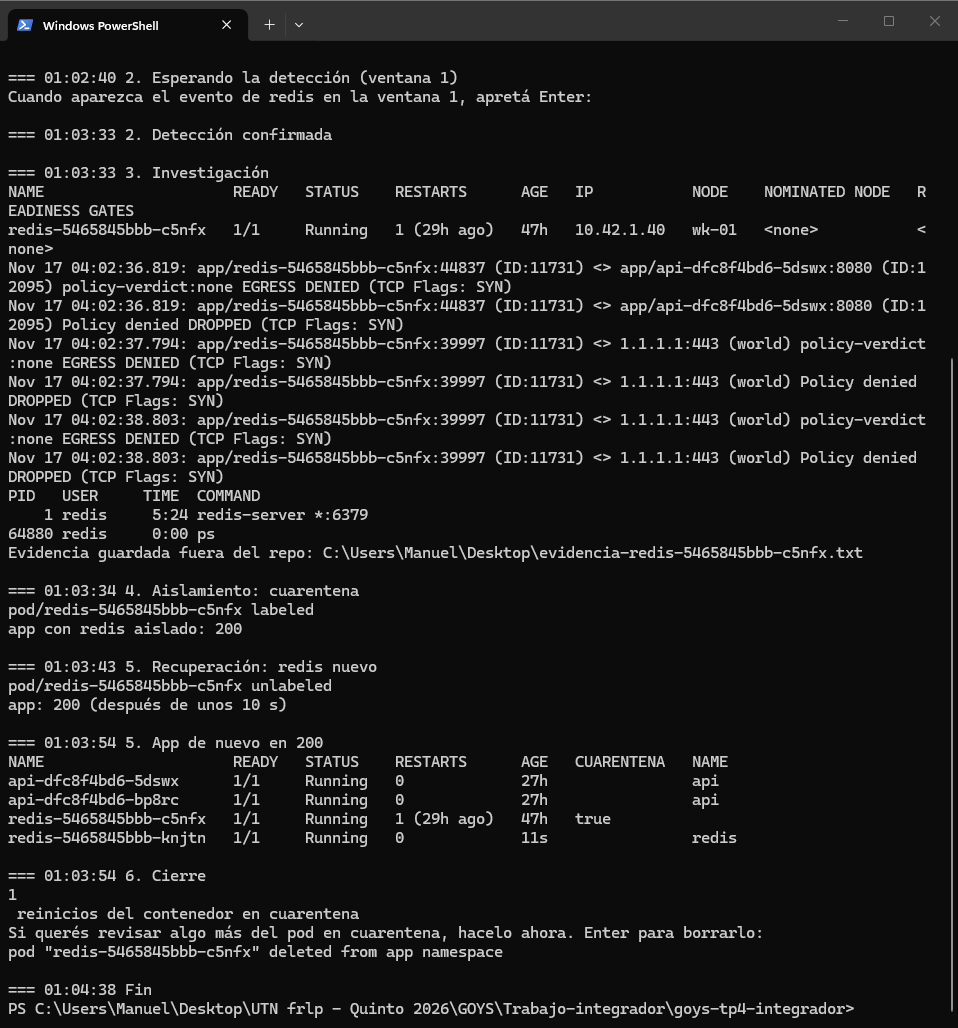 Windows PowerShell
=== 01:02:40 2. Esperando la detección (ventana 1)
Cuando aparezca el evento de redis en la ventana 1, apretá Enter:
=== 01:03:33 2. Detección confirmada
=== 01:03:33 3. Investigación
NAME                     READY   STATUS    RESTARTS      AGE   IP           NODE    NOMINATED NODE   R
EADINESS GATES
redis-5465845bbb-c5nfx   1/1     Running   1 (29h ago)   47h   10.42.1.40   wk-01   <none>           <
none>
Nov 17 04:02:36.819: app/redis-5465845bbb-c5nfx:44837 (ID:11731) <> app/api-dfc8f4bd6-5dswx:8080 (ID:1
2095) policy-verdict:none EGRESS DENIED (TCP Flags: SYN)
Nov 17 04:02:36.819: app/redis-5465845bbb-c5nfx:44837 (ID:11731) <> app/api-dfc8f4bd6-5dswx:8080 (ID:1
2095) Policy denied DROPPED (TCP Flags: SYN)
Nov 17 04:02:37.794: app/redis-5465845bbb-c5nfx:39997 (ID:11731) <> 1.1.1.1:443 (world) policy-verdict
:none EGRESS DENIED (TCP Flags: SYN)
Nov 17 04:02:37.794: app/redis-5465845bbb-c5nfx:39997 (ID:11731) <> 1.1.1.1:443 (world) Policy denied
DROPPED (TCP Flags: SYN)
Nov 17 04:02:38.803: app/redis-5465845bbb-c5nfx:39997 (ID:11731) <> 1.1.1.1:443 (world) policy-verdict
:none EGRESS DENIED (TCP Flags: SYN)
Nov 17 04:02:38.803: app/redis-5465845bbb-c5nfx:39997 (ID:11731) <> 1.1.1.1:443 (world) Policy denied
DROPPED (TCP Flags: SYN)
PID   USER     TIME  COMMAND
    1 redis     5:24 redis-server *:6379
64880 redis     0:00 ps
Evidencia guardada fuera del repo: C:\Users\Manuel\Desktop\evidencia-redis-5465845bbb-c5nfx.txt
=== 01:03:34 4. Aislamiento: cuarentena
pod/redis-5465845bbb-c5nfx labeled
app con redis aislado: 200
=== 01:03:43 5. Recuperación: redis nuevo
pod/redis-5465845bbb-c5nfx unlabeled
app: 200 (después de unos 10 s)
=== 01:03:54 5. App de nuevo en 200
NAME                     READY   STATUS    RESTARTS      AGE   CUARENTENA   NAME
api-dfc8f4bd6-5dswx      1/1     Running   0             27h                api
api-dfc8f4bd6-bp8rc      1/1     Running   0             27h                api
redis-5465845bbb-c5nfx   1/1     Running   1 (29h ago)   47h   true
redis-5465845bbb-knjtn   1/1     Running   0             11s                redis
=== 01:03:54 6. Cierre
1
 reinicios del contenedor en cuarentena
Si querés revisar algo más del pod en cuarentena, hacelo ahora. Enter para borrarlo:
pod "redis-5465845bbb-c5nfx" deleted from app namespace
=== 01:04:38 Fin
PS C:\Users\Manuel\Desktop\UTN frlp - Quinto 2026\GOYS\Trabajo-integrador\goys-tp4-integrador>